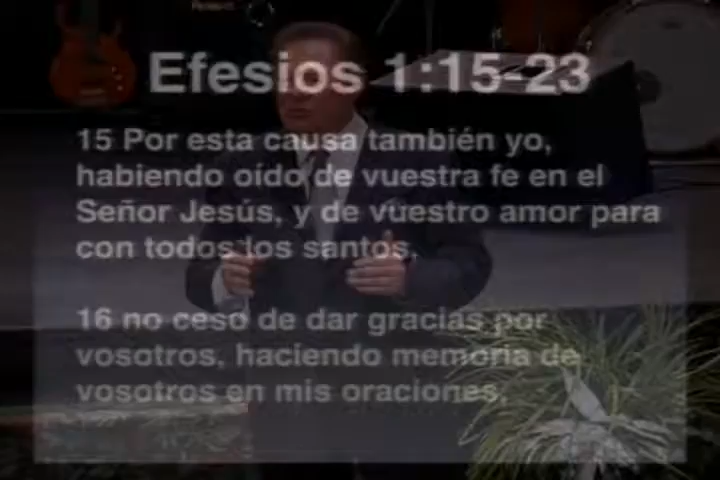 Efesios 1:15-23
15 Por esta causa también yo,
habiendo oído de vuestra fe en el
Señor Jesús, y de vuestro amor para
con todos los santos,
16 no ceso de dar gracias por
vosotros, haciendo memoria de
vosotros en mis oraciones,